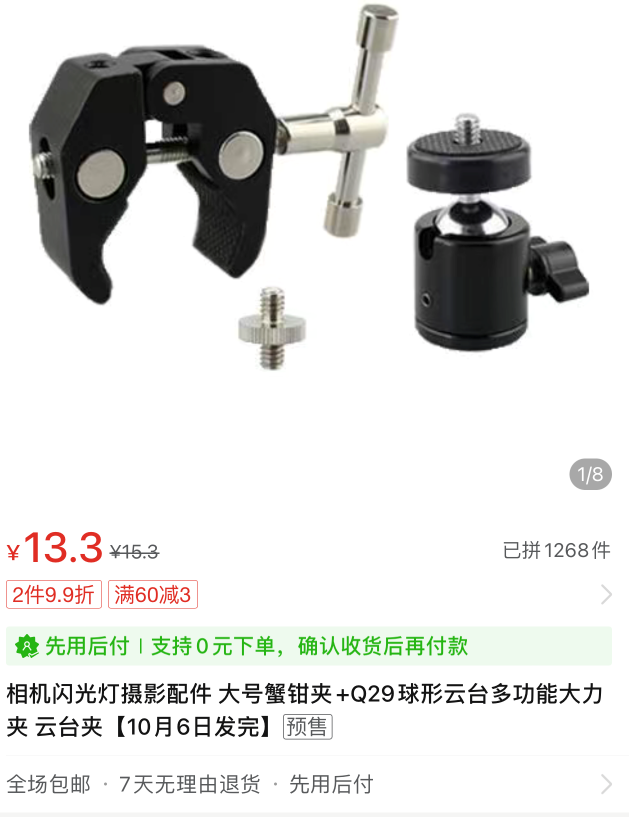 1/8
¥13.3 ¥15.3 已拼1268件
2件9.9折 满60减3
先用后付 | 支持0元下单，确认收货后再付款
相机闪光灯摄影配件 大号蟹钳夹+Q29球形云台多功能大力
夹 云台夹【10月6日发完】 预售
全场包邮 · 7天无理由退货 · 先用后付